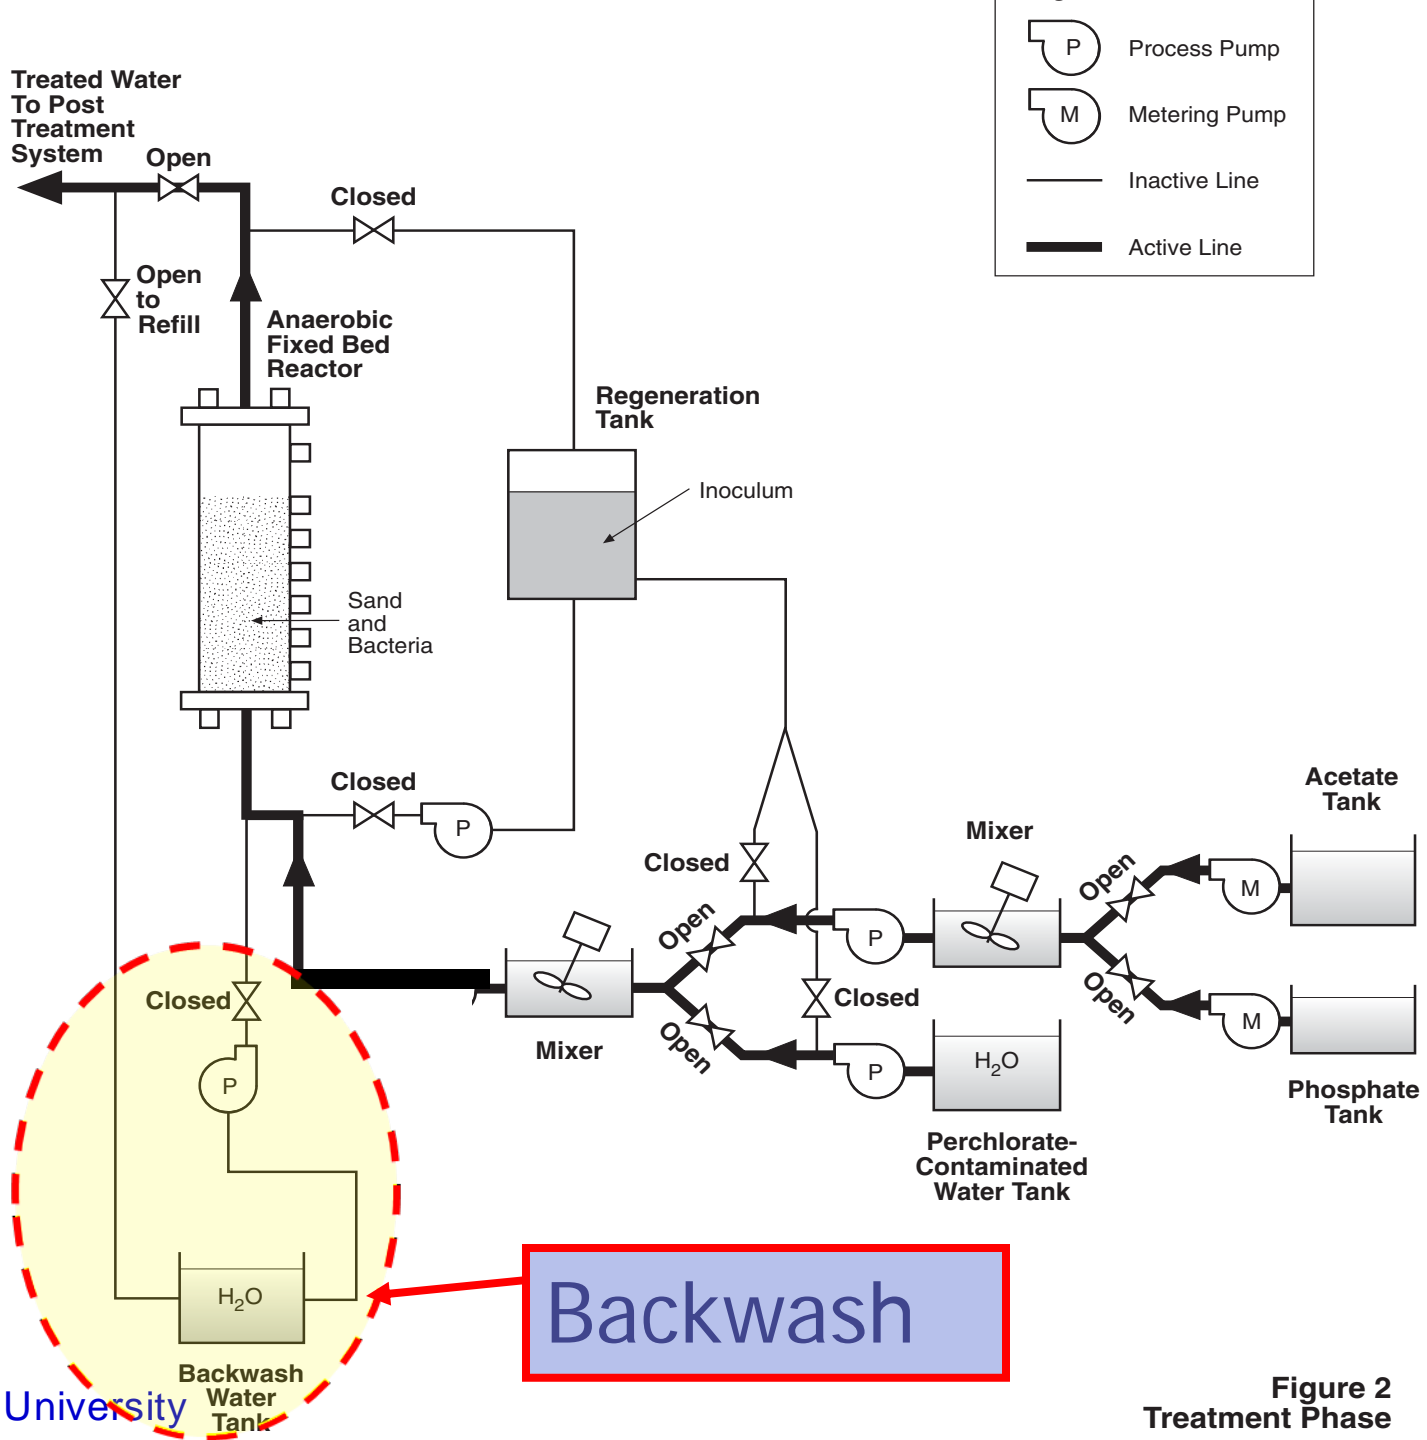 P
Process Pump
M
Metering Pump
Inactive Line
Active Line
Treated Water
To Post
Treatment
System
Open
Closed
Open
to
Refill
Anaerobic
Fixed Bed
Reactor
Regeneration
Tank
Inoculum
Sand
and
Bacteria
Closed
P
Acetate
Tank
Mixer
Closed
Open
Open
M
P
Closed
Closed
Open
M
Mixer
Open
P
H₂O
P
Phosphate
Tank
Perchlorate-
Contaminated
Water Tank
H₂O
Backwash
Backwash
Water
Tank
University
Figure 2
Treatment Phase